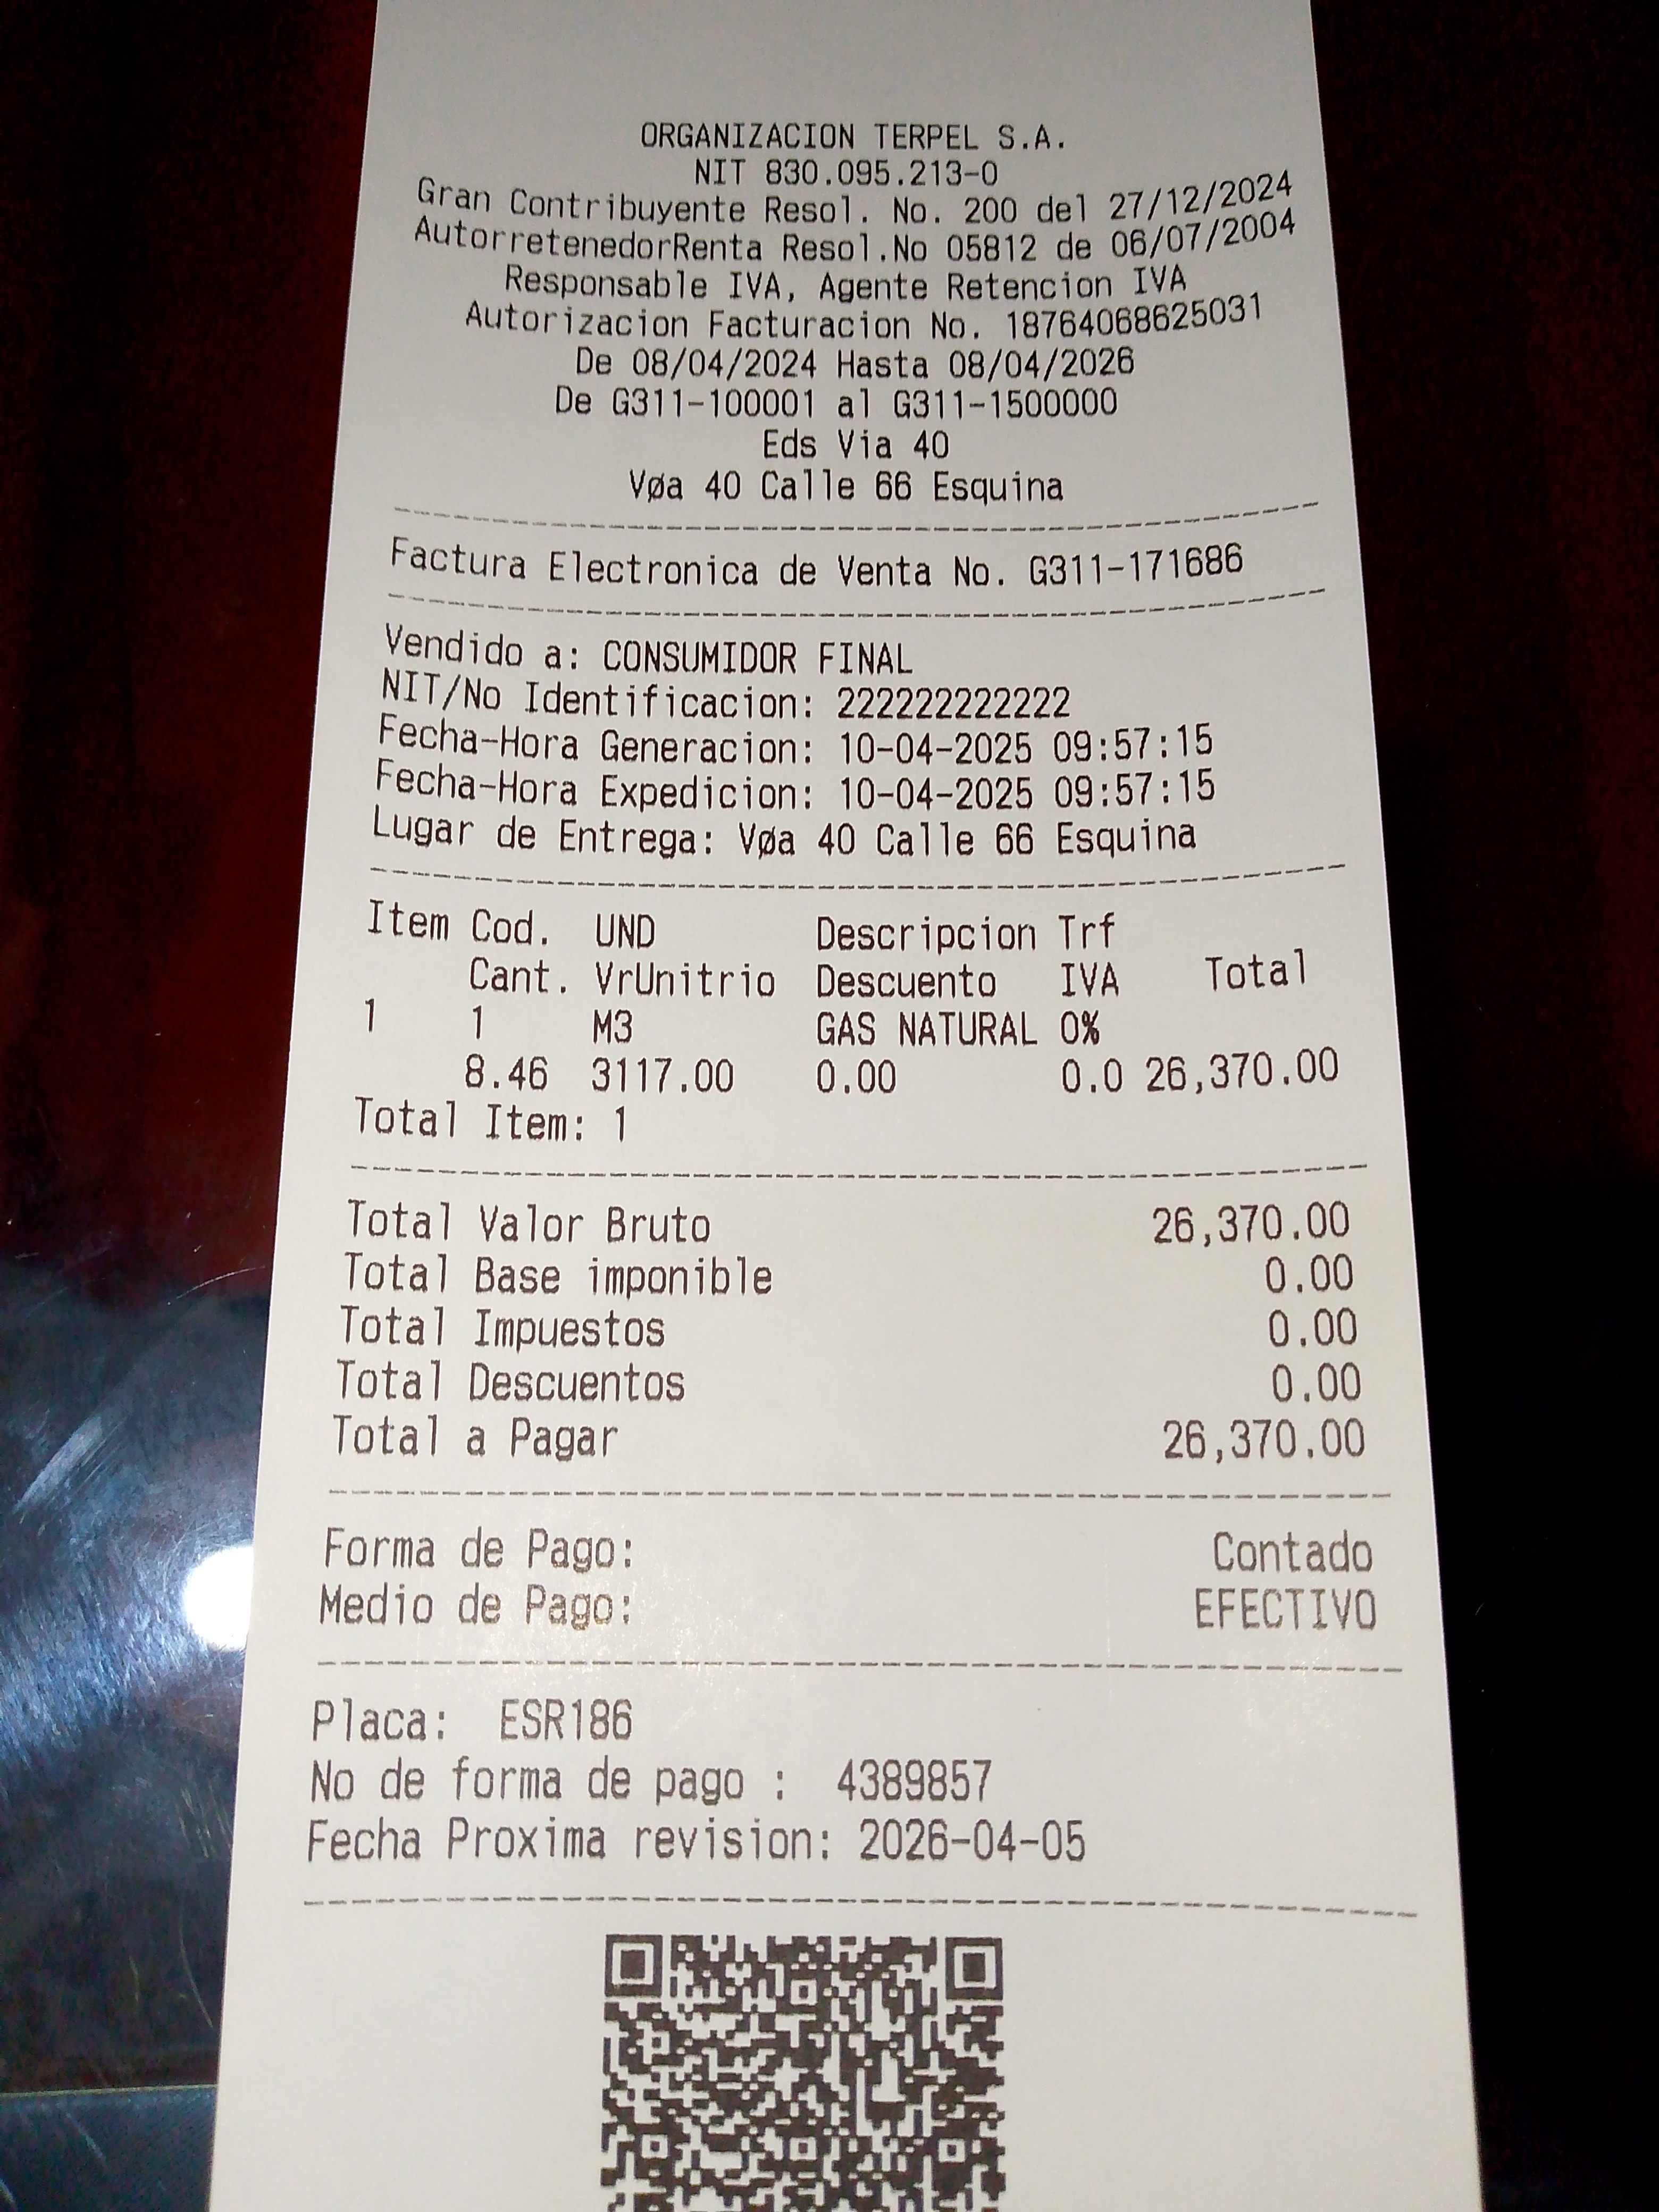 ORGANIZACION TERPEL S.A.
NIT 830.095.213-0
Gran Contribuyente Resol. No. 200 del 27/12/2024
AutorretenedorRenta Resol.No 05812 de 06/07/2004
Responsable IVA, Agente Retencion IVA
Autorizacion Facturacion No. 18764068625031
De 08/04/2024 Hasta 08/04/2026
De G311-100001 al G311-1500000
Eds Via 40
Vøa 40 Calle 66 Esquina
Factura Electronica de Venta No. G311-171686
Vendido a: CONSUMIDOR FINAL
NIT/No Identificacion: 222222222222
Fecha-Hora Generacion: 10-04-2025 09:57:15
Fecha-Hora Expedicion: 10-04-2025 09:57:15
Lugar de Entrega: Vøa 40 Calle 66 Esquina
Item Cod. UND Descripcion Trf
Cant. VrUnitrio Descuento IVA Total
1 1 M3 GAS NATURAL 0%
8.46 3117.00 0.00 0.0 26,370.00
Total Item: 1
Total Valor Bruto 26,370.00
Total Base imponible 0.00
Total Impuestos 0.00
Total Descuentos 0.00
Total a Pagar 26,370.00
Forma de Pago: Contado
Medio de Pago: EFECTIVO
Placa: ESR186
No de forma de pago : 4389857
Fecha Proxima revision: 2026-04-05